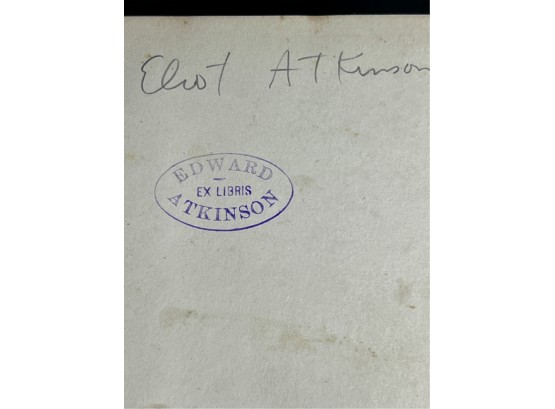 Eliot Atkinson
EDWARD
EX LIBRIS
ATKINSON